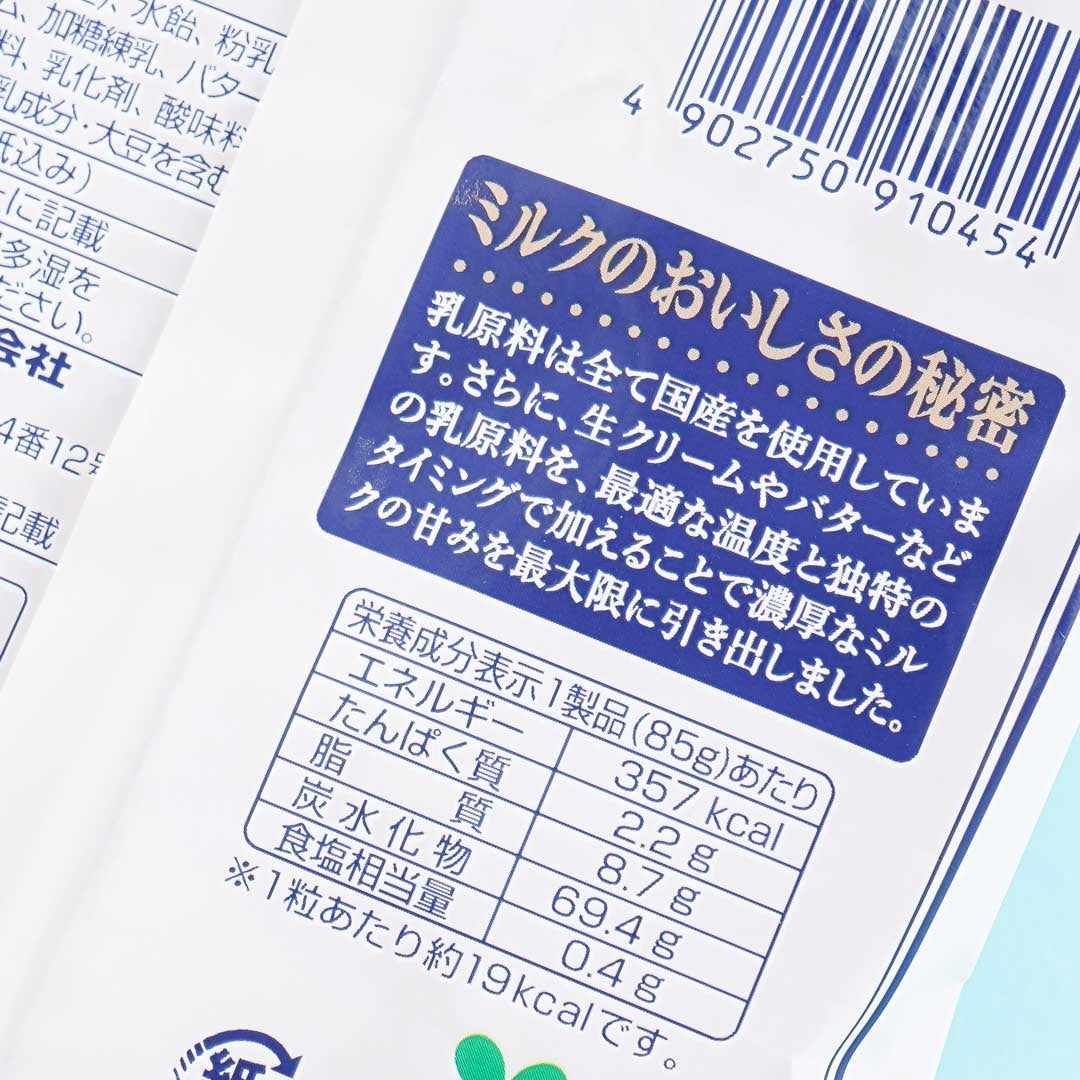 、水飴、粉乳
ム、加糖練乳、バター
料、乳化剤、酸味料
乳成分・大豆を含む
紙込み)
に記載
多湿を
ださい。
会社
4番12号
記載
4 902750 910454
ミルクのおいしさの秘密
乳原料は全て国産を使用していま
す。さらに、生クリームやバターなど
の乳原料を、最適な温度と独特の
タイミングで加えることで濃厚なミル
クの甘みを最大限に引き出しました。
栄養成分表示1製品(85g)あたり
エネルギー 357kcal
たんぱく質 2.2g
脂質 8.7g
炭水化物 69.4g
食塩相当量 0.4g
※1粒あたり約19kcalです。
紙